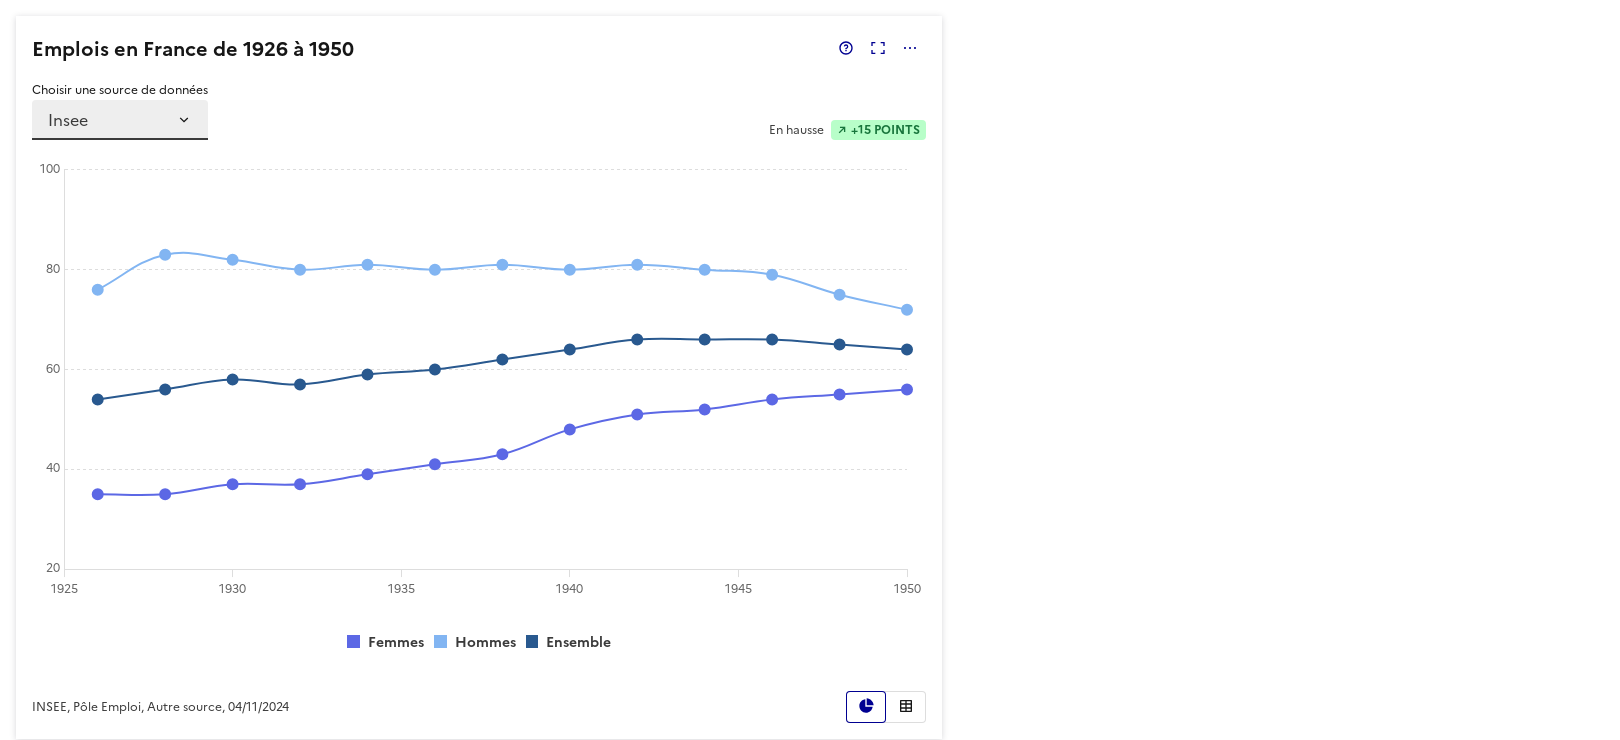 Emplois en France de 1926 à 1950
Choisir une source de données
Insee
En hausse +15 POINTS
100
80
60
40
20
1925 1930 1935 1940 1945 1950
Femmes Hommes Ensemble
INSEE, Pôle Emploi, Autre source, 04/11/2024